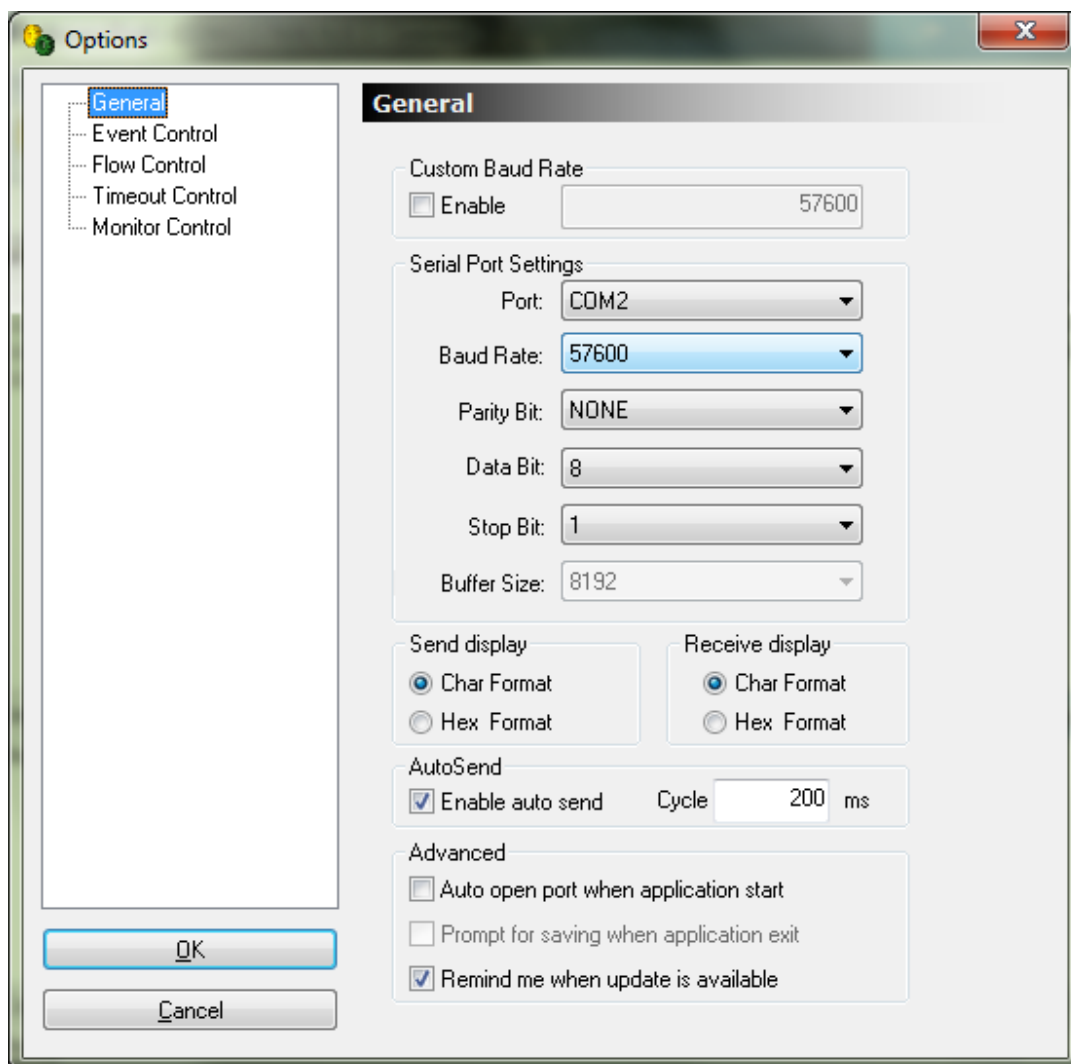 Options
General
Event Control
Flow Control
Timeout Control
Monitor Control
General
Custom Baud Rate
Enable 57600
Serial Port Settings
Port: COM2
Baud Rate: 57600
Parity Bit: NONE
Data Bit: 8
Stop Bit: 1
Buffer Size: 8192
Send display
Char Format
Hex Format
Receive display
Char Format
Hex Format
AutoSend
Enable auto send Cycle 200 ms
Advanced
Auto open port when application start
Prompt for saving when application exit
Remind me when update is available
OK
Cancel